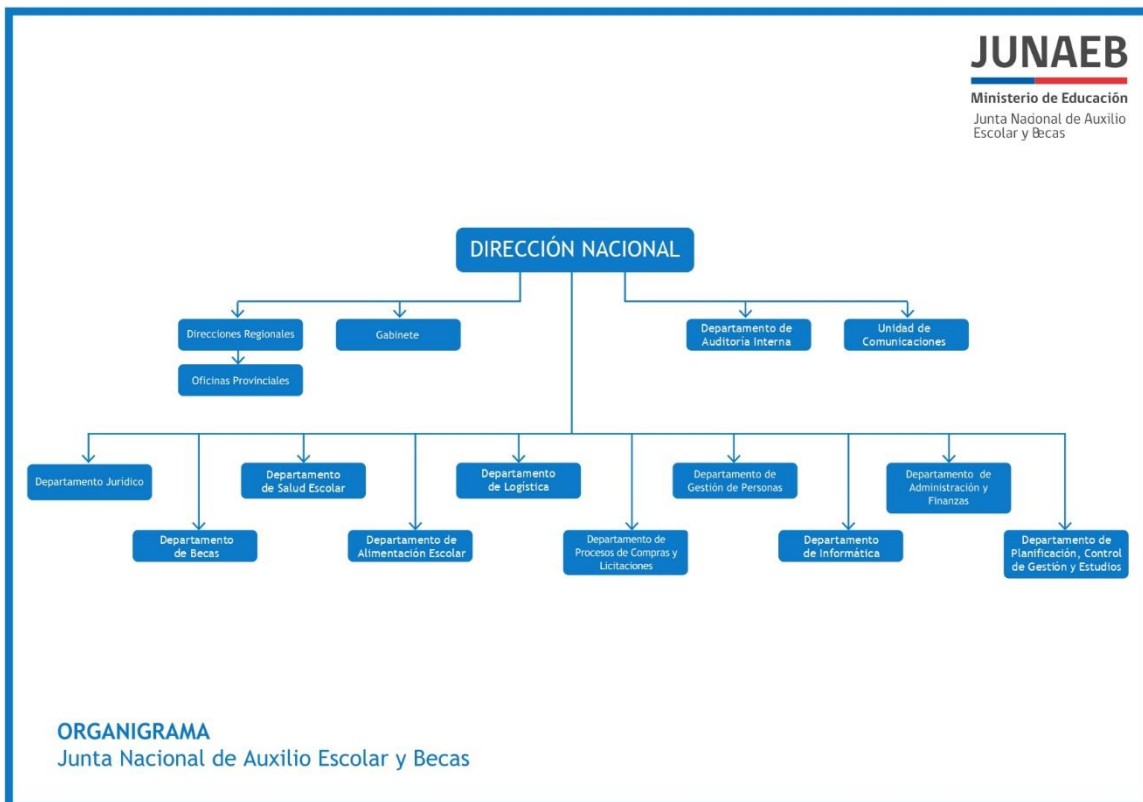 JUNAEB
Ministerio de Educación
Junta Nacional de Auxilio
Escolar y Becas
DIRECCIÓN NACIONAL
Direcciones Regionales
Gabinete
Departamento de
Auditoría Interna
Unidad de
Comunicaciones
Oficinas Provinciales
Departamento Jurídico
Departamento
de Salud Escolar
Departamento
de Logística
Departamento de
Gestión de Personas
Departamento de
Administración y
Finanzas
Departamento
de Becas
Departamento de
Alimentación Escolar
Departamento de
Procesos de Compras y
Licitaciones
Departamento
de Informática
Departamento de
Planificación, Control
de Gestión y Estudios
ORGANIGRAMA
Junta Nacional de Auxilio Escolar y Becas